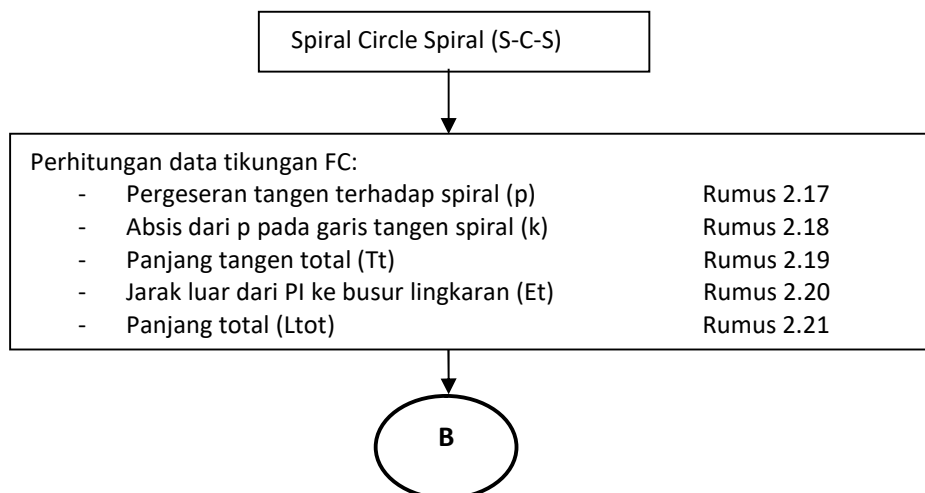 Spiral Circle Spiral (S-C-S)
Perhitungan data tikungan FC:
- Pergeseran tangen terhadap spiral (p) Rumus 2.17
- Absis dari p pada garis tangen spiral (k) Rumus 2.18
- Panjang tangen total (Tt) Rumus 2.19
- Jarak luar dari PI ke busur lingkaran (Et) Rumus 2.20
- Panjang total (Ltot) Rumus 2.21
B